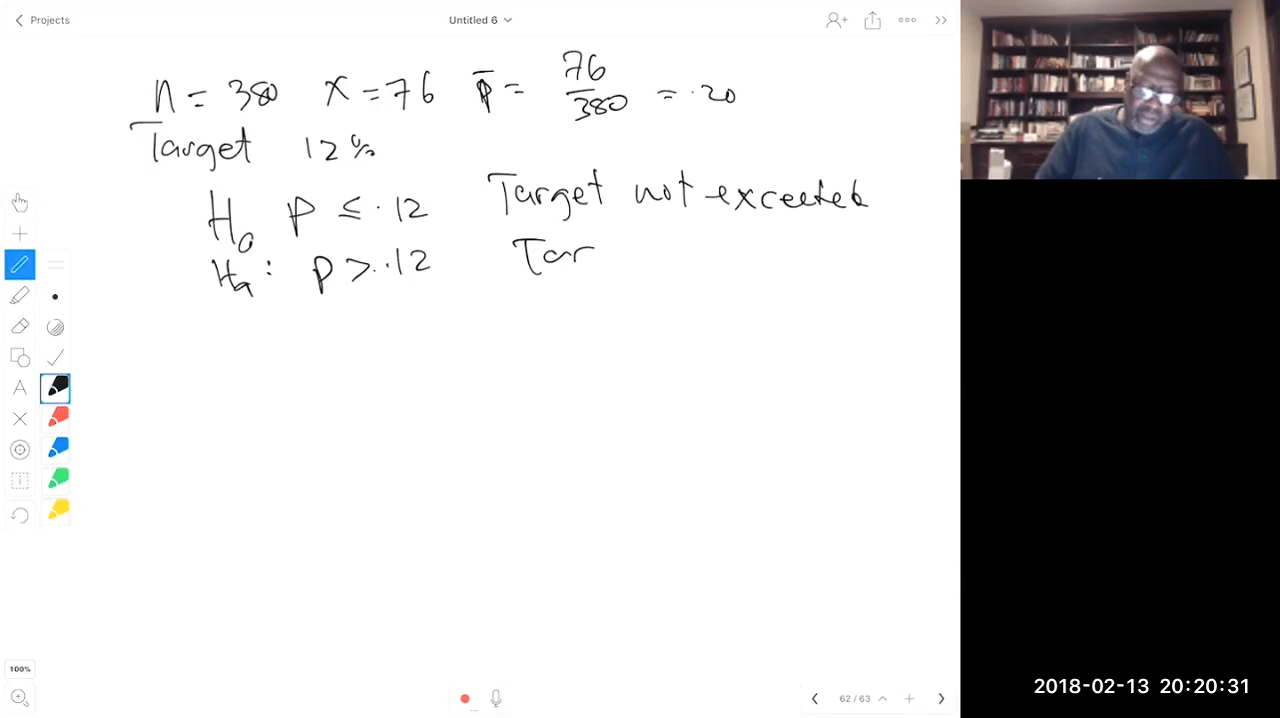 Projects
Untitled 6
n = 380 x = 76 p̄ = 76/380 = .20
Target 12%
H₀ p ≤ .12 Target not exceeded
Hₐ: p > .12 Tar
A
100%
62/63
2018-02-13 20:20:31